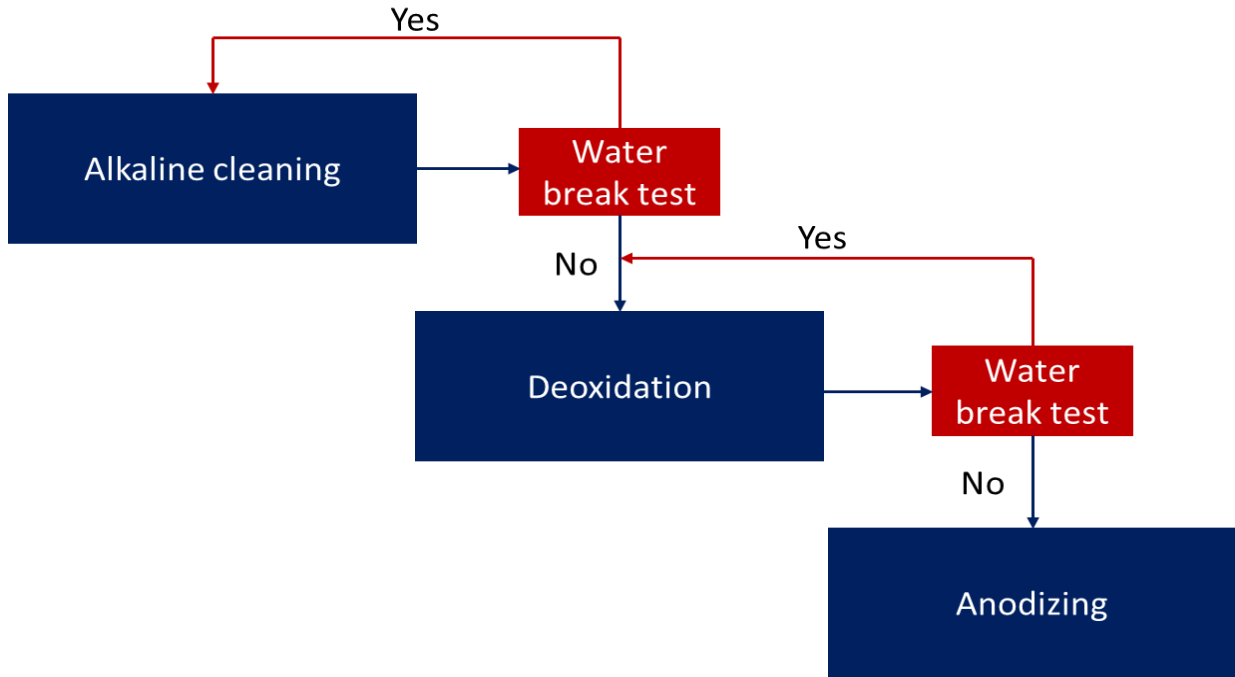 Yes
Alkaline cleaning
Water
break test
No
Yes
Deoxidation
Water
break test
No
Anodizing